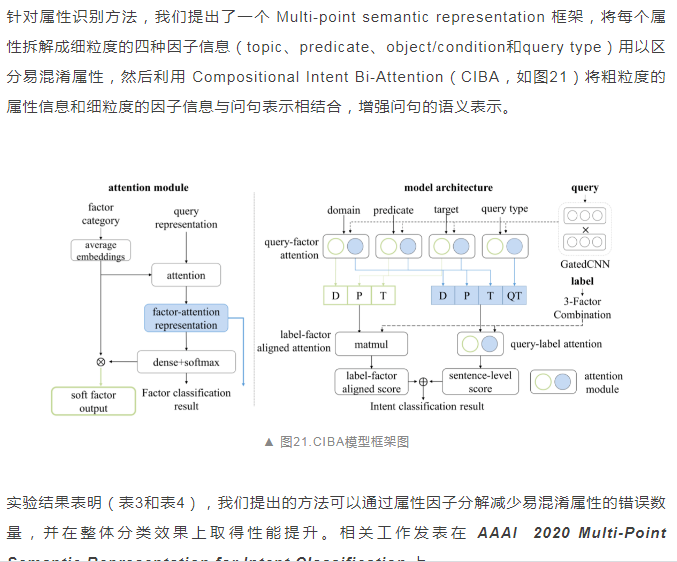 针对属性识别方法，我们提出了一个 Multi-point semantic representation 框架，将每个属
性拆解成细粒度的四种因子信息（topic、predicate、object/condition和query type）用以区
分易混淆属性，然后利用 Compositional Intent Bi-Attention（CIBA，如图21）将粗粒度的
属性信息和细粒度的因子信息与问句表示相结合，增强问句的语义表示。
attention module
factor
category
query
representation
average
embeddings
attention
factor-attention
representation
dense+softmax
soft factor
output
Factor classification
result
model architecture
query
domain
predicate
target
query type
query-factor
attention
×
GatedCNN
label
3-Factor
Combination
D P T
D P T QT
label-factor
aligned attention
matmul
query-label attention
label-factor
aligned score
sentence-level
score
attention
module
Intent classification result
▲ 图21.CIBA模型框架图
实验结果表明（表3和表4），我们提出的方法可以通过属性因子分解减少易混淆属性的错误数
量，并在整体分类效果上取得性能提升。相关工作发表在 AAAI 2020 Multi-Point
Semantic Representation for Intent Classification 上